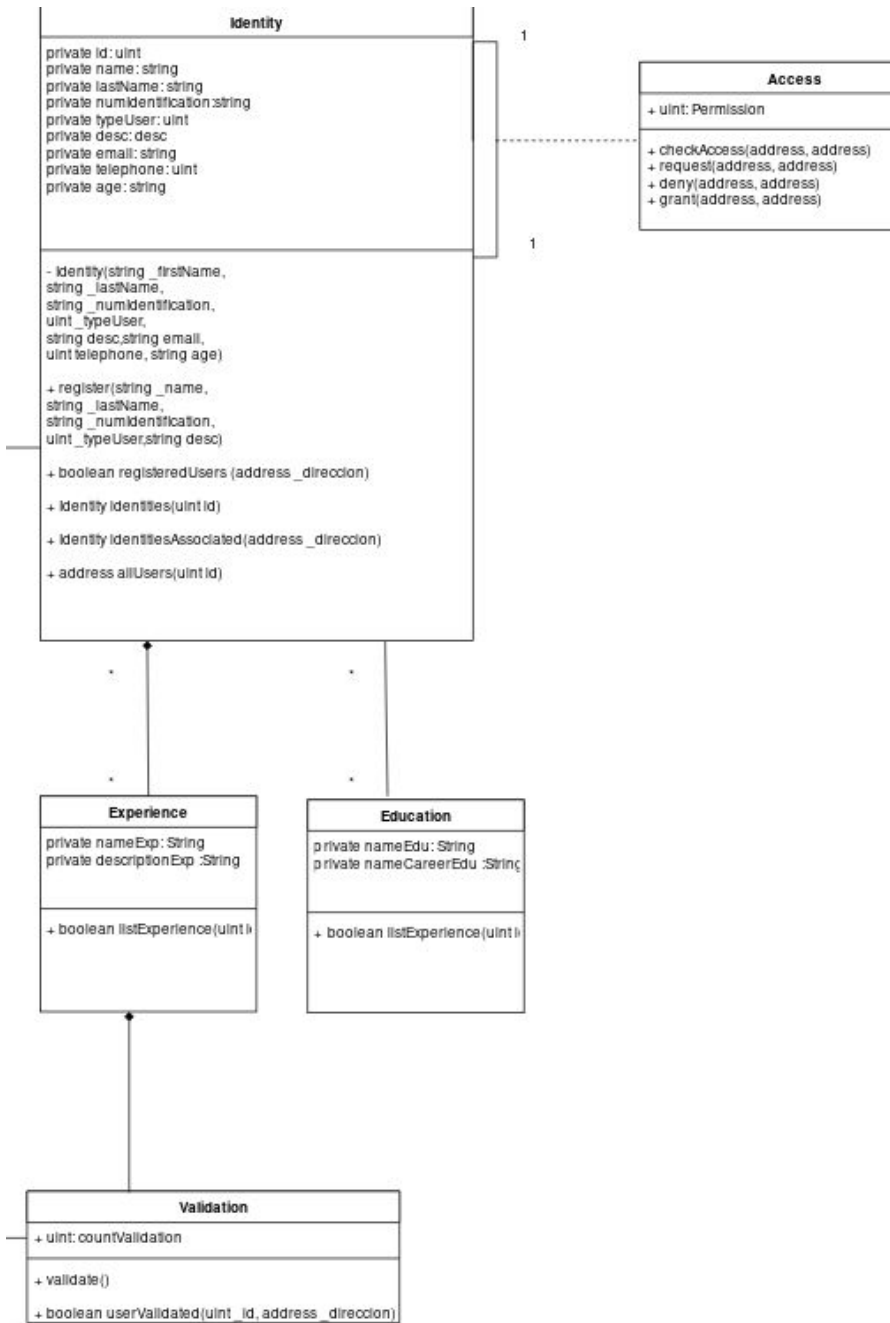 Identity
private id: uint
private name: string
private lastName: string
private numIdentification:string
private typeUser: uint
private desc: desc
private email: string
private telephone: uint
private age: string
- Identity(string _firstName,
string _lastName,
string _numIdentification,
uint _typeUser,
string desc,string email,
uint telephone, string age)
+ register(string _name,
string _lastName,
string _numIdentification,
uint _typeUser,string desc)
+ boolean registeredUsers (address _direccion)
+ Identity identities(uint id)
+ Identity identitiesAssociated(address _direccion)
+ address allUsers(uint id)
1
1
Access
+ uint: Permission
+ checkAccess(address, address)
+ request(address, address)
+ deny(address, address)
+ grant(address, address)
* *
* *
Experience
private nameExp: String
private descriptionExp :String
+ boolean listExperience(uint i
Education
private nameEdu: String
private nameCareerEdu :String
+ boolean listExperience(uint i
Validation
+ uint: countValidation
+ validate()
+ boolean userValidated(uint _id, address _direccion)